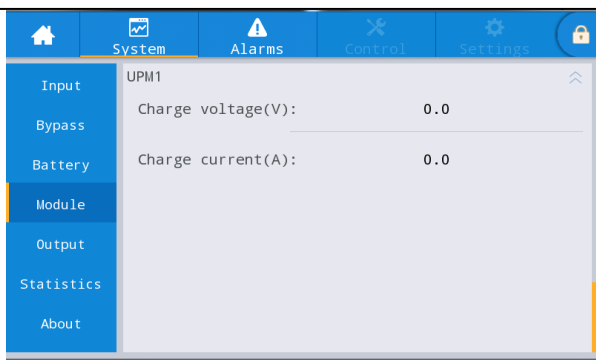 System
Alarms
Control
Settings
Input
Bypass
Battery
Module
Output
Statistics
About
UPM1
Charge voltage(V): 0.0
Charge current(A): 0.0